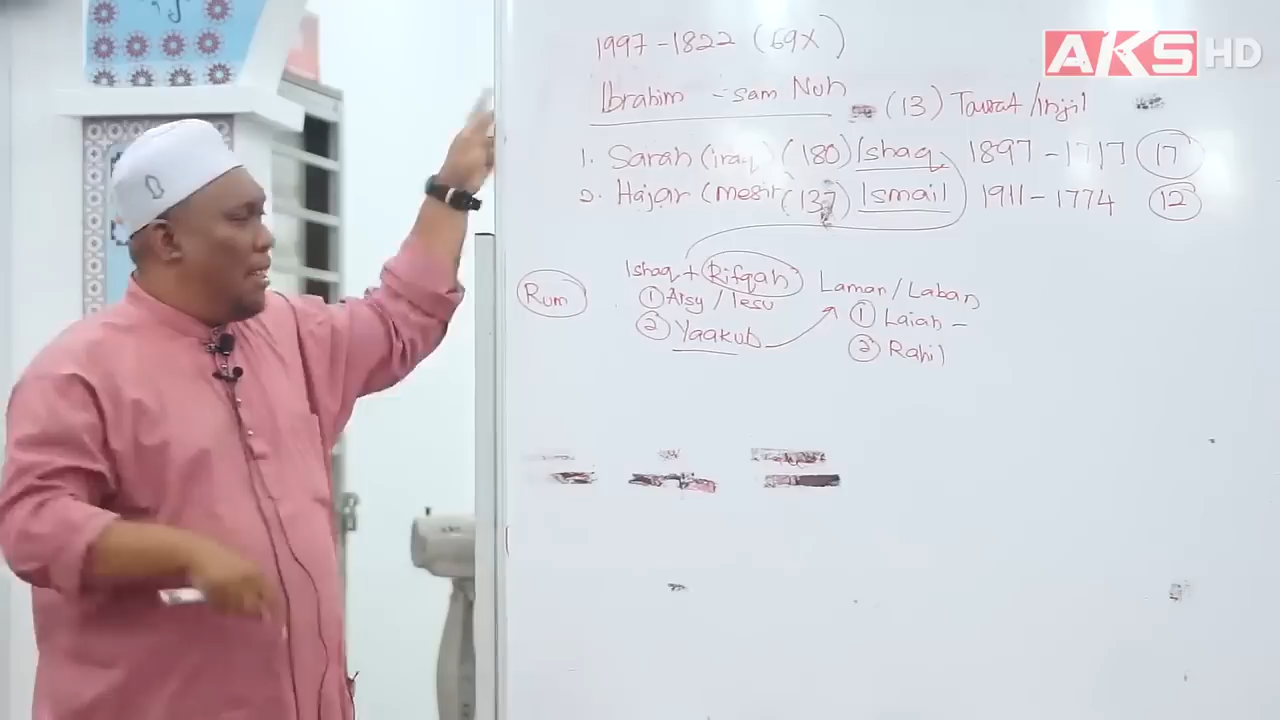 AKS HD
1997 - 1822 (69X)
Ibrahim - sam Nuh
(13) Taurat / Injil
1. Sarah (iraq) (180) Ishaq 1897 - 1717 17
2. Hajar (mesir) (137) Ismail 1911 - 1774 12
Rum
Ishaq + Rifqah
1 Aisy / Iesu
2 Yaakub
Laman / Laban
1 Laiah -
2 Rahil